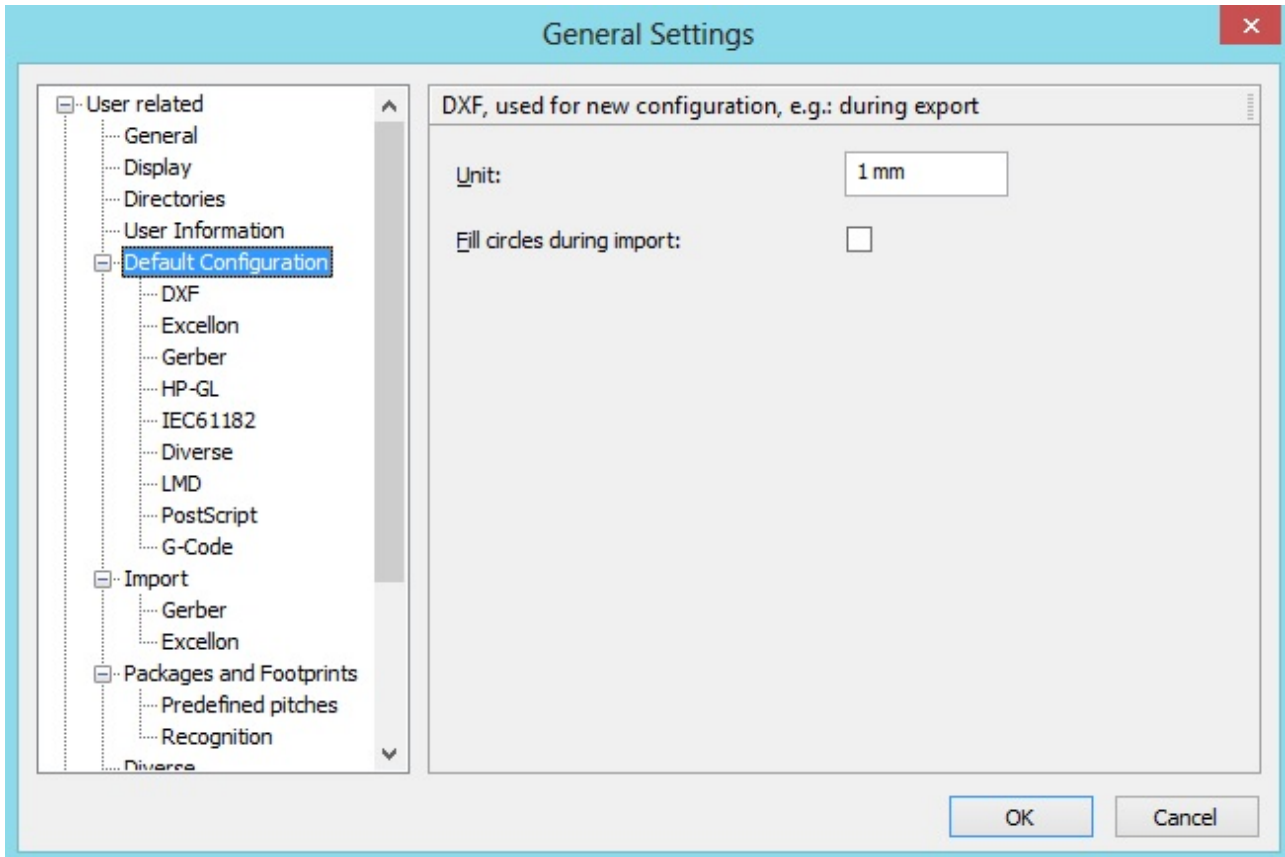 General Settings
User related
General
Display
Directories
User Information
Default Configuration
DXF
Excellon
Gerber
HP-GL
IEC61182
Diverse
LMD
PostScript
G-Code
Import
Gerber
Excellon
Packages and Footprints
Predefined pitches
Recognition
Diverse
DXF, used for new configuration, e.g.: during export
Unit:
1 mm
Fill circles during import:
OK
Cancel